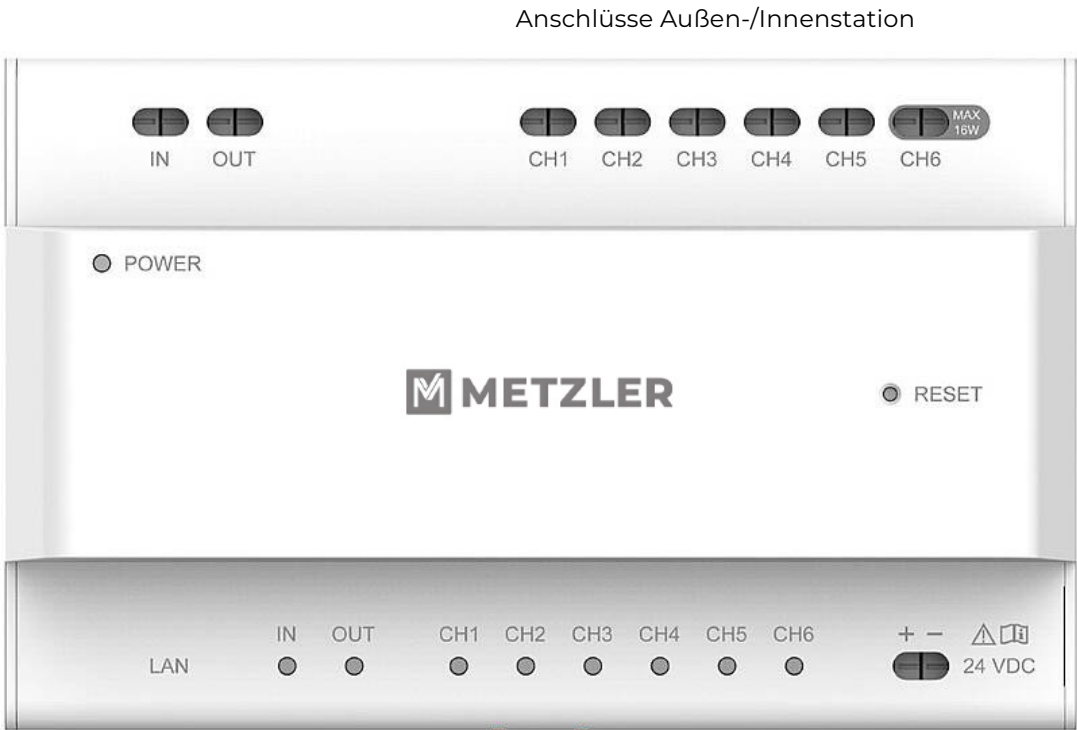 Anschlüsse Außen-/Innenstation
MAX
16W
IN OUT CH1 CH2 CH3 CH4 CH5 CH6
POWER
METZLER
RESET
IN OUT CH1 CH2 CH3 CH4 CH5 CH6 + −
LAN 24 VDC